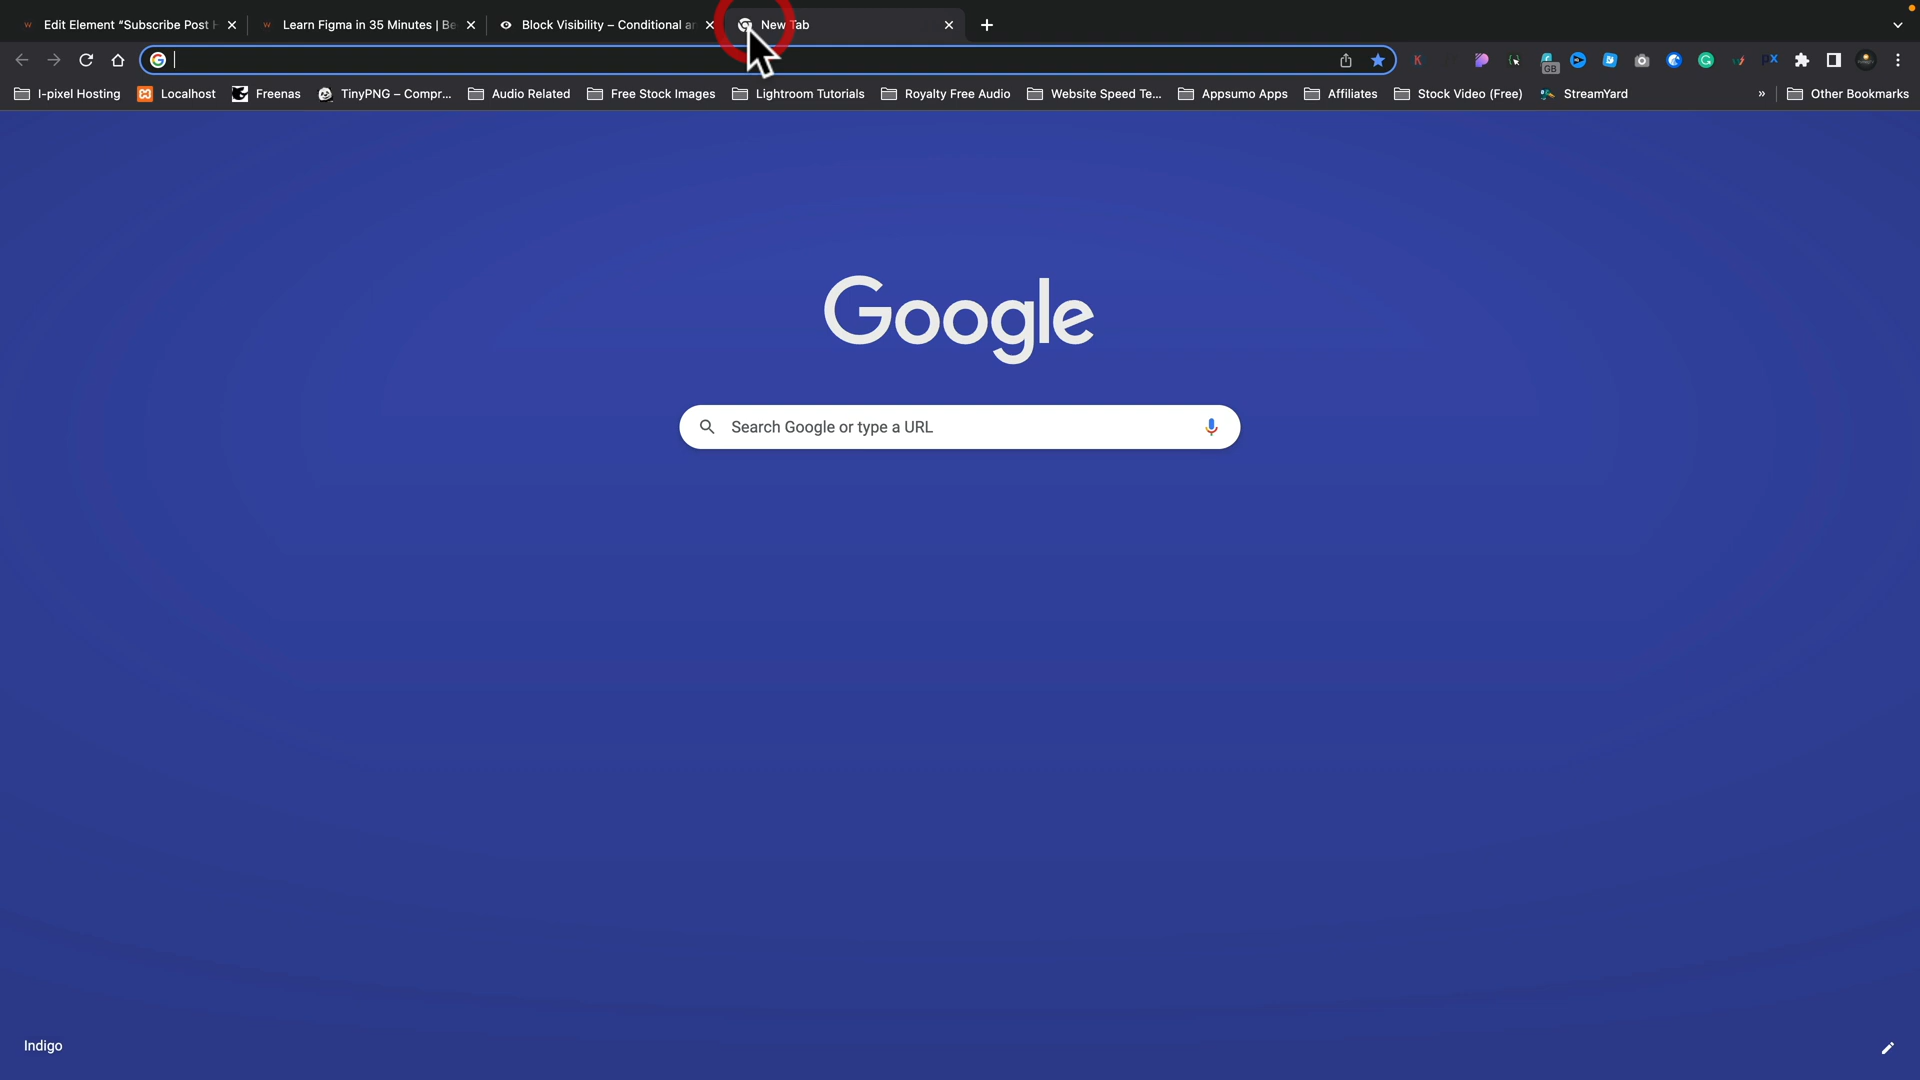 Edit Element "Subscribe Post H
Learn Figma in 35 Minutes | Be
Block Visibility – Conditional ar
New Tab
GB
I-pixel Hosting
Localhost
Freenas
TinyPNG – Compr...
Audio Related
Free Stock Images
Lightroom Tutorials
Royalty Free Audio
Website Speed Te...
Appsumo Apps
Affiliates
Stock Video (Free)
StreamYard
»
Other Bookmarks
Google
Search Google or type a URL
Indigo